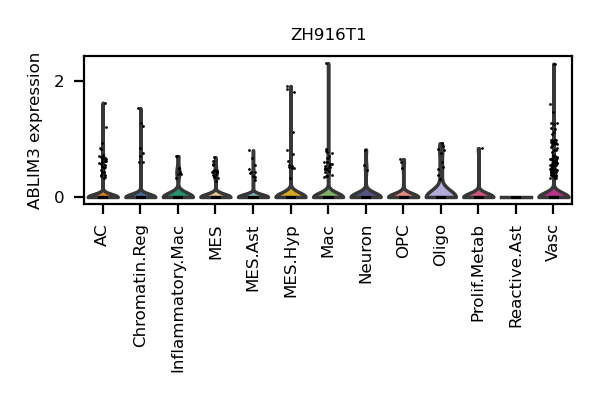 ZH916T1
ABLIM3 expression
2
0
AC
Chromatin.Reg
Inflammatory.Mac
MES
MES.Ast
MES.Hyp
Mac
Neuron
OPC
Oligo
Prolif.Metab
Reactive.Ast
Vasc